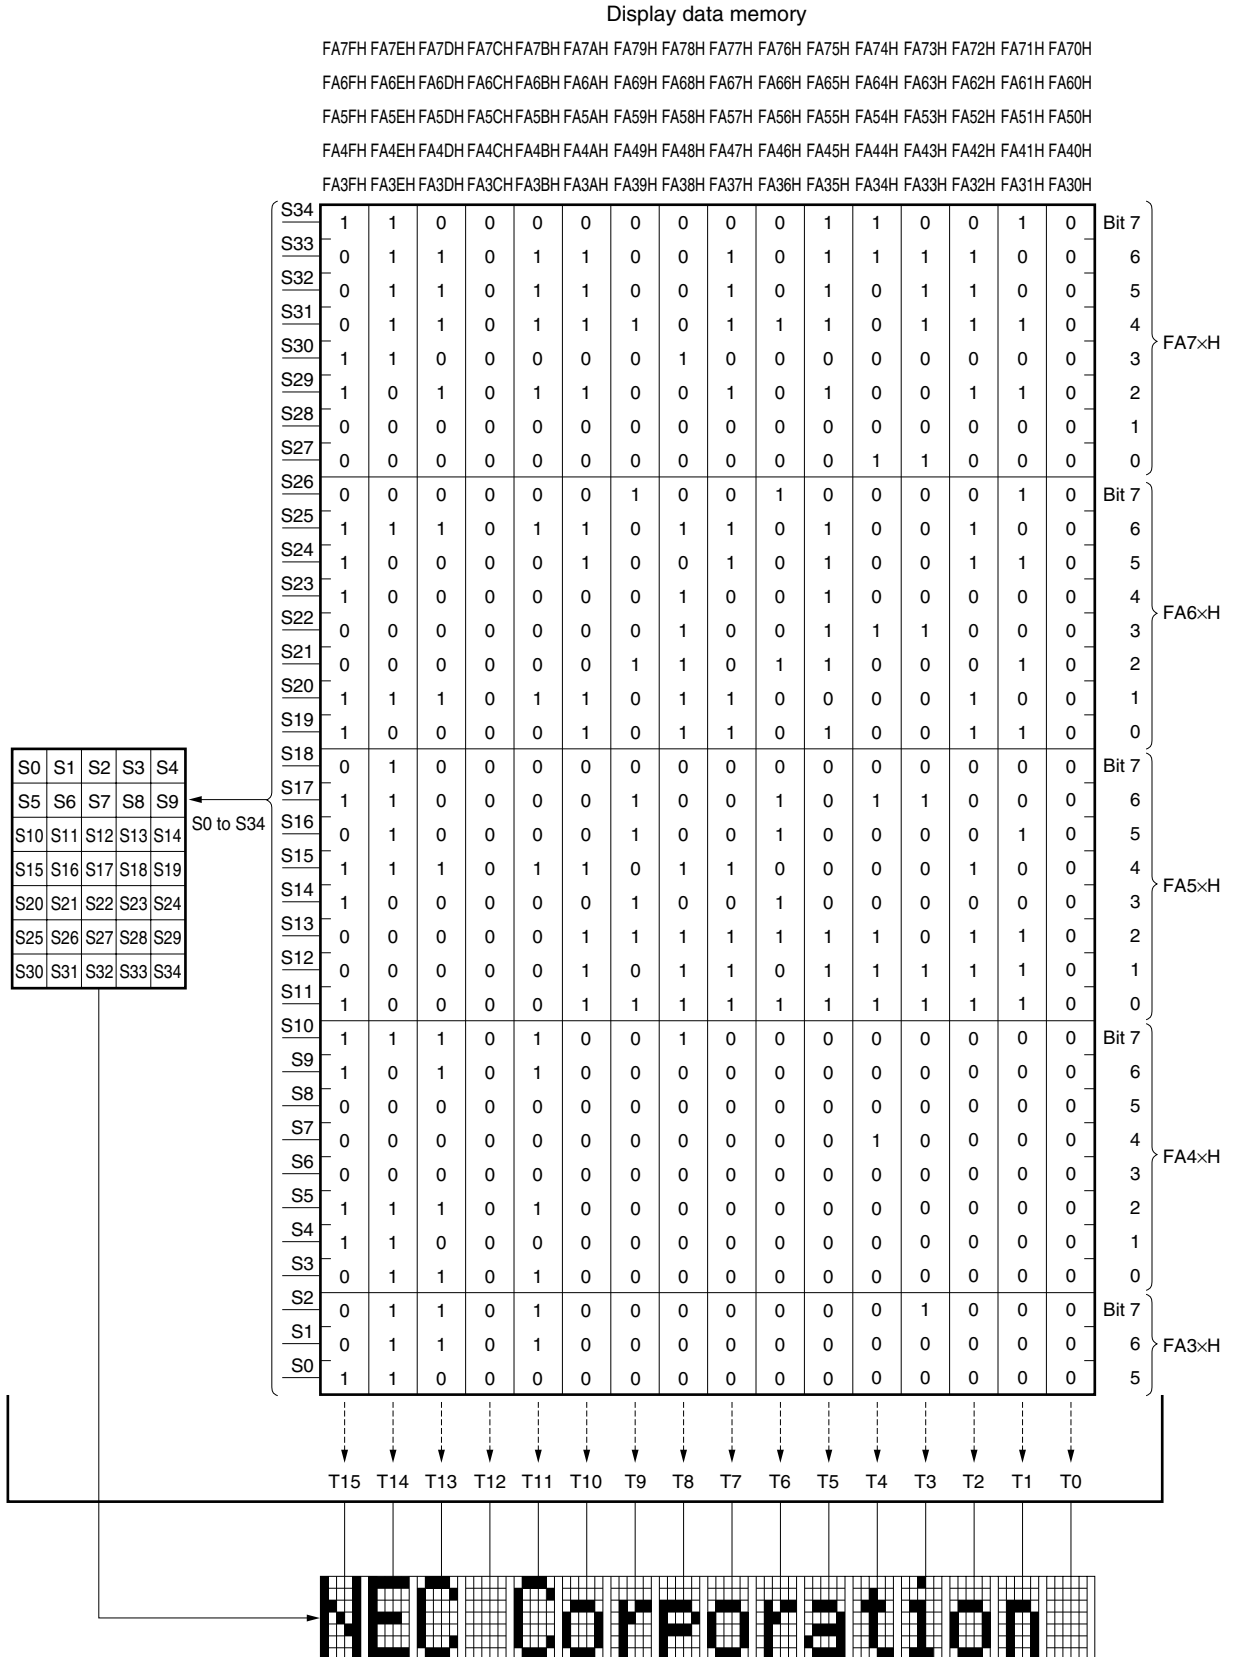 Display data memory
FA7FH FA7EH FA7DH FA7CH FA7BH FA7AH FA79H FA78H FA77H FA76H FA75H FA74H FA73H FA72H FA71H FA70H
FA6FH FA6EH FA6DH FA6CH FA6BH FA6AH FA69H FA68H FA67H FA66H FA65H FA64H FA63H FA62H FA61H FA60H
FA5FH FA5EH FA5DH FA5CH FA5BH FA5AH FA59H FA58H FA57H FA56H FA55H FA54H FA53H FA52H FA51H FA50H
FA4FH FA4EH FA4DH FA4CH FA4BH FA4AH FA49H FA48H FA47H FA46H FA45H FA44H FA43H FA42H FA41H FA40H
FA3FH FA3EH FA3DH FA3CH FA3BH FA3AH FA39H FA38H FA37H FA36H FA35H FA34H FA33H FA32H FA31H FA30H
S34 1 1 0 0 0 0 0 0 0 0 1 1 0 0 1 0 Bit 7
S33 0 1 1 0 1 1 0 0 1 0 1 1 1 1 0 0 6
S32 0 1 1 0 1 1 0 0 1 0 1 0 1 1 0 0 5
S31 0 1 1 0 1 1 1 0 1 1 1 0 1 1 1 0 4
FA7×H
S30 1 1 0 0 0 0 0 1 0 0 0 0 0 0 0 0 3
S29 1 0 1 0 1 1 0 0 1 0 1 0 0 1 1 0 2
S28 0 0 0 0 0 0 0 0 0 0 0 0 0 0 0 0 1
S27 0 0 0 0 0 0 0 0 0 0 0 1 1 0 0 0 0
S26 0 0 0 0 0 0 1 0 0 1 0 0 0 0 1 0 Bit 7
S25 1 1 1 0 1 1 0 1 1 0 1 0 0 1 0 0 6
S24 1 0 0 0 0 1 0 0 1 0 1 0 0 1 1 0 5
S23 1 0 0 0 0 0 0 1 0 0 1 0 0 0 0 0 4
FA6×H
S22 0 0 0 0 0 0 0 1 0 0 1 1 1 0 0 0 3
S21 0 0 0 0 0 0 1 1 0 1 1 0 0 0 1 0 2
S20 1 1 1 0 1 1 0 1 1 0 0 0 0 1 0 0 1
S19 1 0 0 0 0 1 0 1 1 0 1 0 0 1 1 0 0
S18 0 1 0 0 0 0 0 0 0 0 0 0 0 0 0 0 Bit 7
S17 1 1 0 0 0 0 1 0 0 1 0 1 1 0 0 0 6
S16 0 1 0 0 0 0 1 0 0 1 0 0 0 0 1 0 5
S15 1 1 1 0 1 1 0 1 1 0 0 0 0 1 0 0 4
FA5×H
S14 1 0 0 0 0 0 1 0 0 1 0 0 0 0 0 0 3
S13 0 0 0 0 0 1 1 1 1 1 1 1 0 1 1 0 2
S12 0 0 0 0 0 1 0 1 1 0 1 1 1 1 1 0 1
S11 1 0 0 0 0 1 1 1 1 1 1 1 1 1 1 0 0
S10 1 1 1 0 1 0 0 1 0 0 0 0 0 0 0 0 Bit 7
S9 1 0 1 0 1 0 0 0 0 0 0 0 0 0 0 0 6
S8 0 0 0 0 0 0 0 0 0 0 0 0 0 0 0 0 5
S7 0 0 0 0 0 0 0 0 0 0 0 1 0 0 0 0 4
FA4×H
S6 0 0 0 0 0 0 0 0 0 0 0 0 0 0 0 0 3
S5 1 1 1 0 1 0 0 0 0 0 0 0 0 0 0 0 2
S4 1 1 0 0 0 0 0 0 0 0 0 0 0 0 0 0 1
S3 0 1 1 0 1 0 0 0 0 0 0 0 0 0 0 0 0
S2 0 1 1 0 1 0 0 0 0 0 0 0 1 0 0 0 Bit 7
S1 0 1 1 0 1 0 0 0 0 0 0 0 0 0 0 0 6
FA3×H
S0 1 1 0 0 0 0 0 0 0 0 0 0 0 0 0 0 5
S0 S1 S2 S3 S4
S5 S6 S7 S8 S9
S10 S11 S12 S13 S14
S15 S16 S17 S18 S19
S20 S21 S22 S23 S24
S25 S26 S27 S28 S29
S30 S31 S32 S33 S34
S0 to S34
T15 T14 T13 T12 T11 T10 T9 T8 T7 T6 T5 T4 T3 T2 T1 T0
NEC Corporation